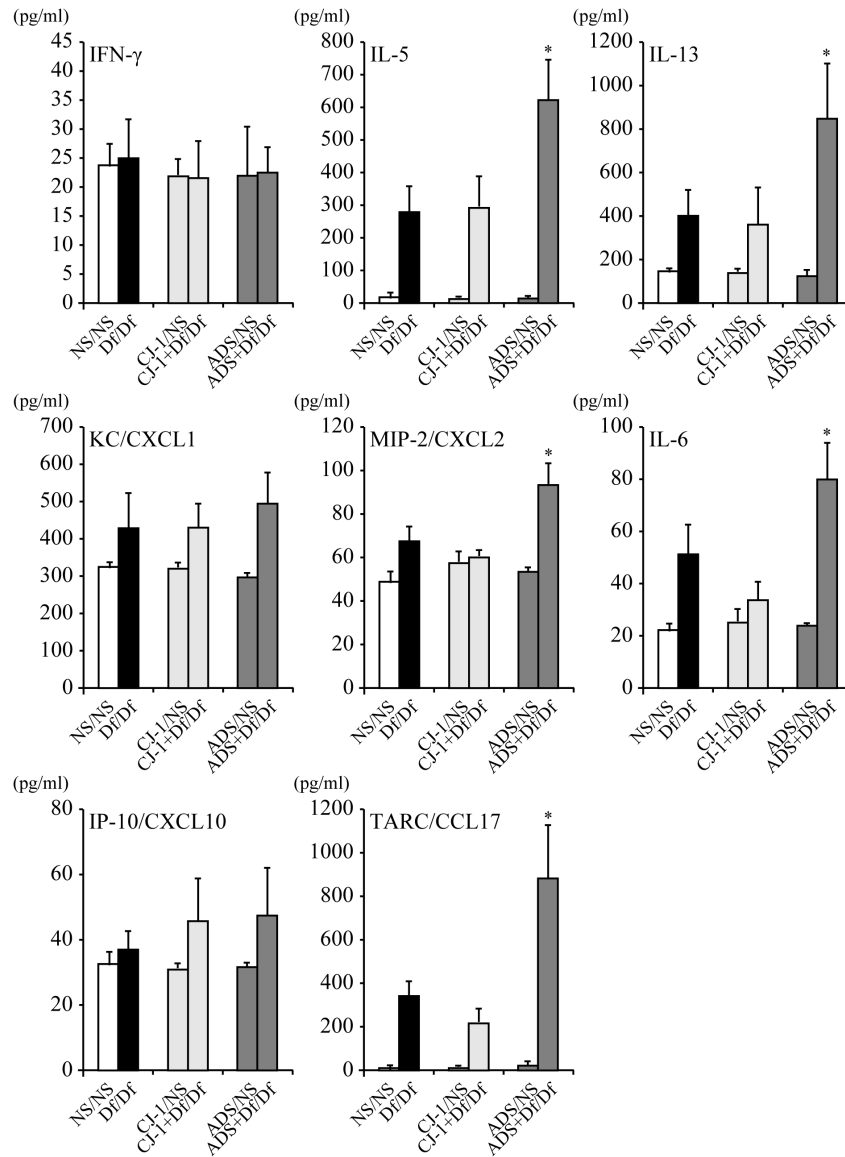 (pg/ml)
IFN-γ
45
40
35
30
25
20
15
10
5
0
NS/NS
Df/Df
CJ-1/NS
CJ-1+Df/Df
ADS/NS
ADS+Df/Df
(pg/ml)
IL-5
*
800
700
600
500
400
300
200
100
0
NS/NS
Df/Df
CJ-1/NS
CJ-1+Df/Df
ADS/NS
ADS+Df/Df
(pg/ml)
IL-13
*
1200
1000
800
600
400
200
0
NS/NS
Df/Df
CJ-1/NS
CJ-1+Df/Df
ADS/NS
ADS+Df/Df
(pg/ml)
KC/CXCL1
700
600
500
400
300
200
100
0
NS/NS
Df/Df
CJ-1/NS
CJ-1+Df/Df
ADS/NS
ADS+Df/Df
(pg/ml)
MIP-2/CXCL2
*
120
100
80
60
40
20
0
NS/NS
Df/Df
CJ-1/NS
CJ-1+Df/Df
ADS/NS
ADS+Df/Df
(pg/ml)
IL-6
*
100
80
60
40
20
0
NS/NS
Df/Df
CJ-1/NS
CJ-1+Df/Df
ADS/NS
ADS+Df/Df
(pg/ml)
IP-10/CXCL10
80
60
40
20
0
NS/NS
Df/Df
CJ-1/NS
CJ-1+Df/Df
ADS/NS
ADS+Df/Df
(pg/ml)
TARC/CCL17
*
1200
1000
800
600
400
200
0
NS/NS
Df/Df
CJ-1/NS
CJ-1+Df/Df
ADS/NS
ADS+Df/Df